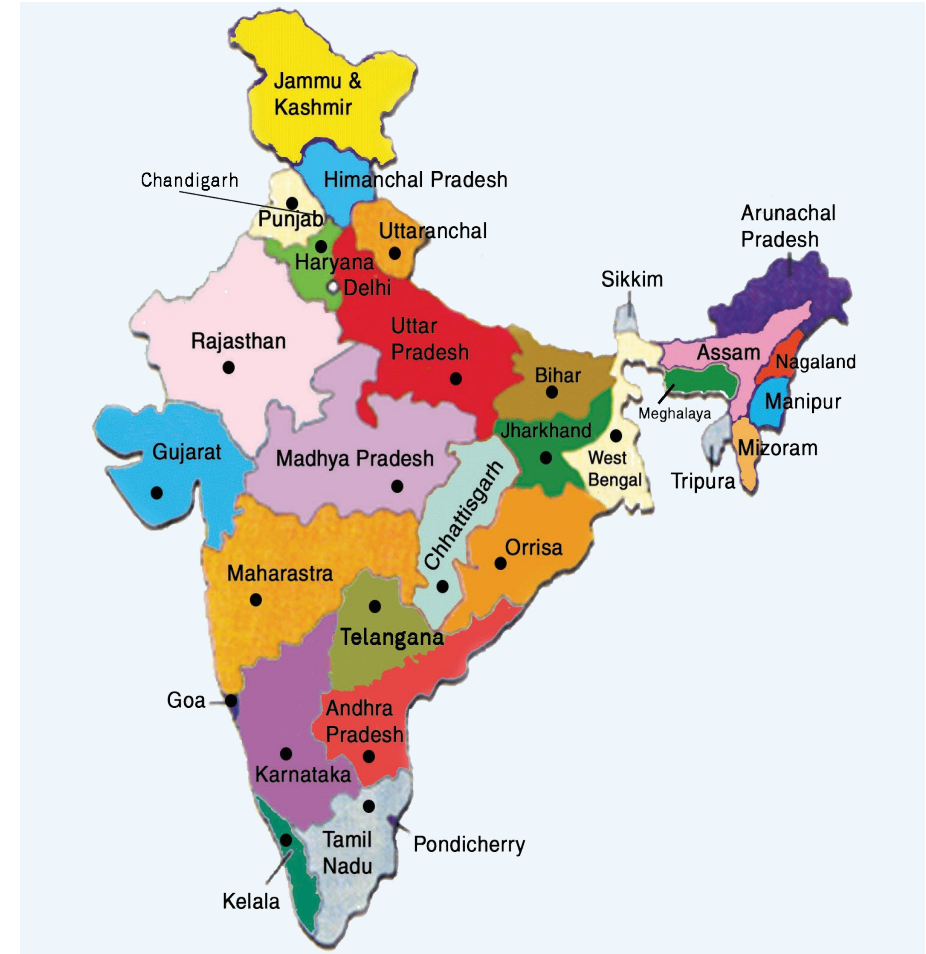 Jammu &
Kashmir
Chandigarh
Himanchal Pradesh
Punjab
Uttaranchal
Arunachal
Pradesh
Haryana
Delhi
Sikkim
Rajasthan
Uttar
Pradesh
Assam
Nagaland
Bihar
Meghalaya
Manipur
Jharkhand
Gujarat
Madhya Pradesh
West
Bengal
Mizoram
Tripura
Chhattisgarh
Orrisa
Maharastra
Telangana
Goa
Andhra
Pradesh
Karnataka
Tamil
Nadu
Pondicherry
Kelala